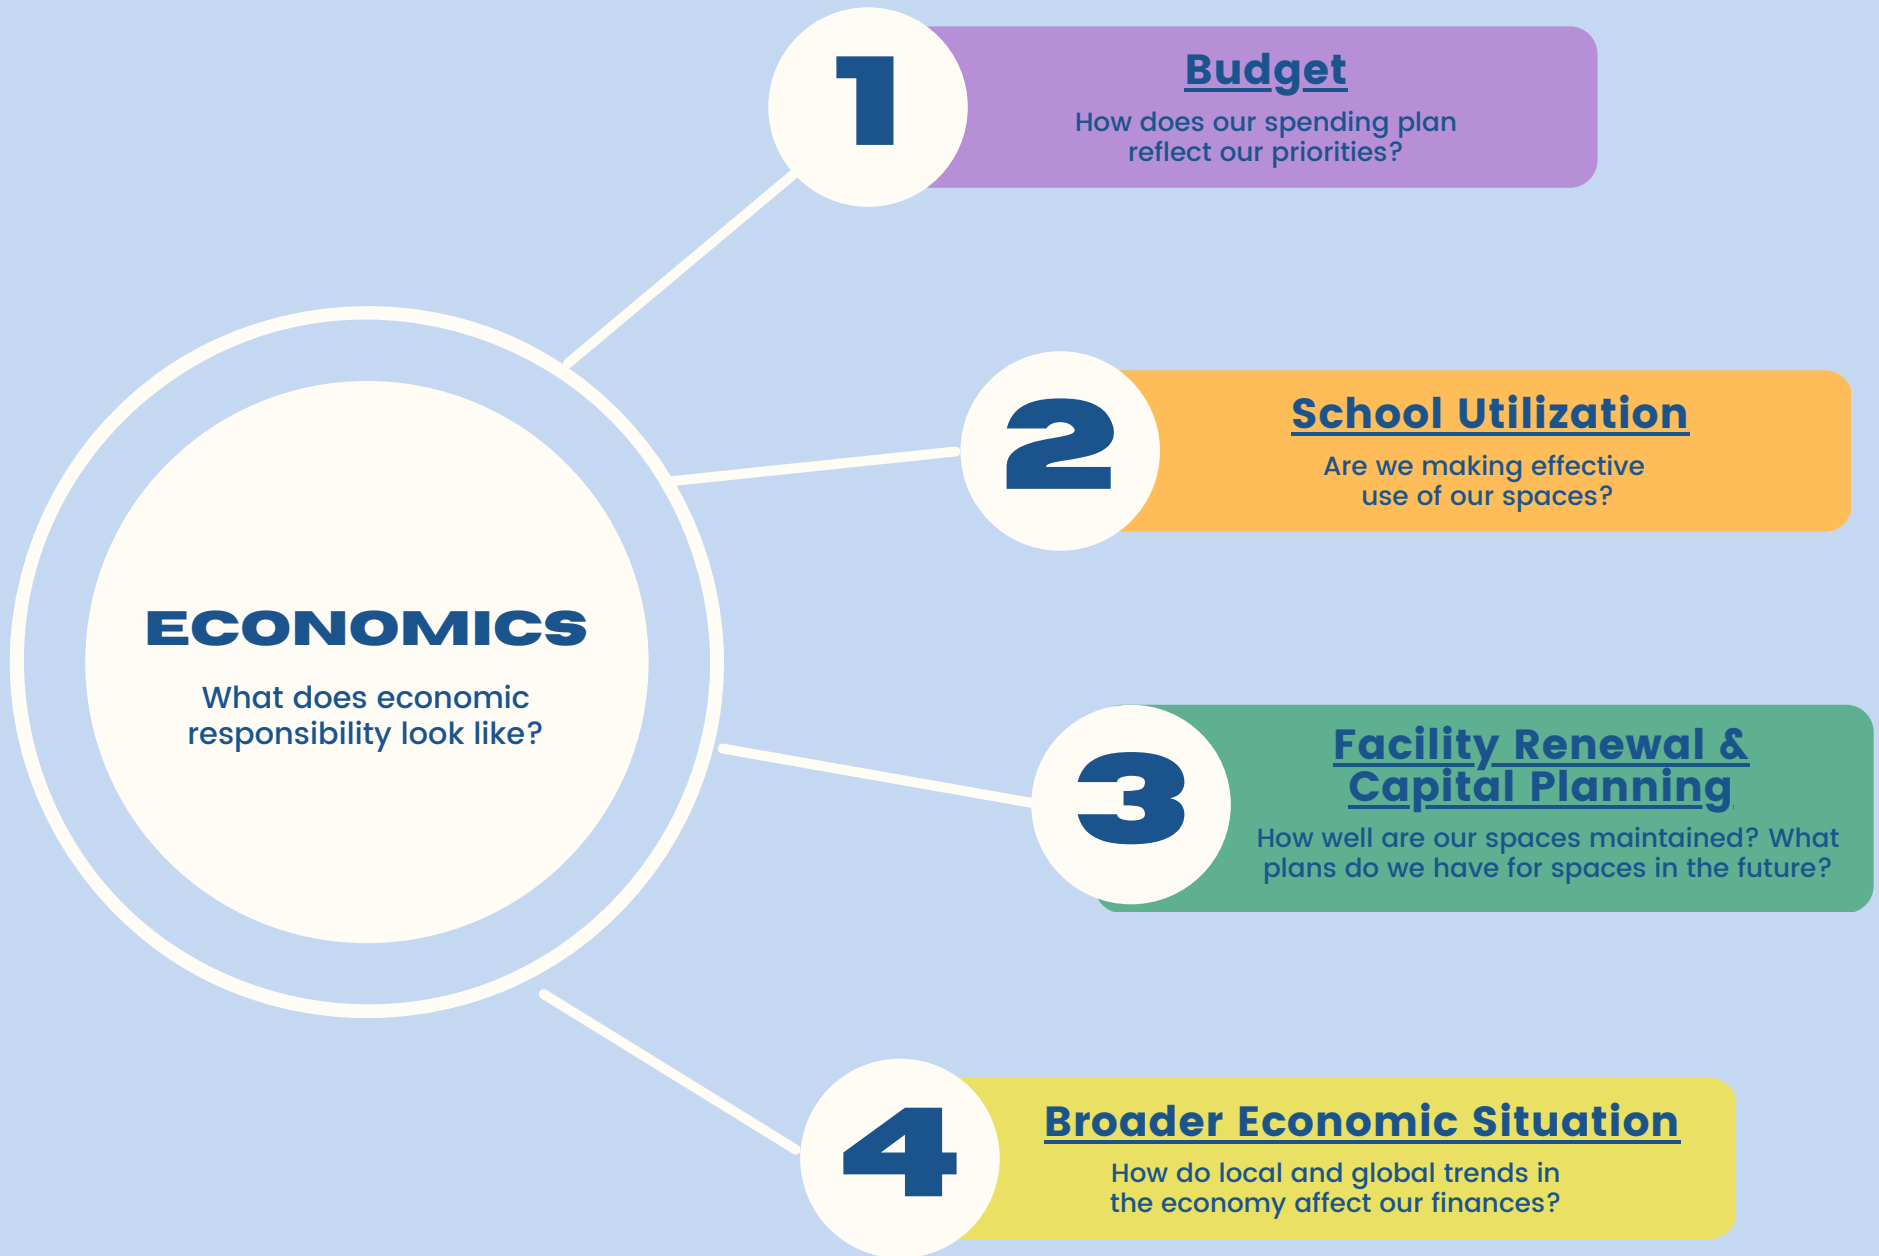 ECONOMICS
What does economic
responsibility look like?
1
Budget
How does our spending plan
reflect our priorities?
2
School Utilization
Are we making effective
use of our spaces?
3
Facility Renewal &
Capital Planning
How well are our spaces maintained? What
plans do we have for spaces in the future?
4
Broader Economic Situation
How do local and global trends in
the economy affect our finances?